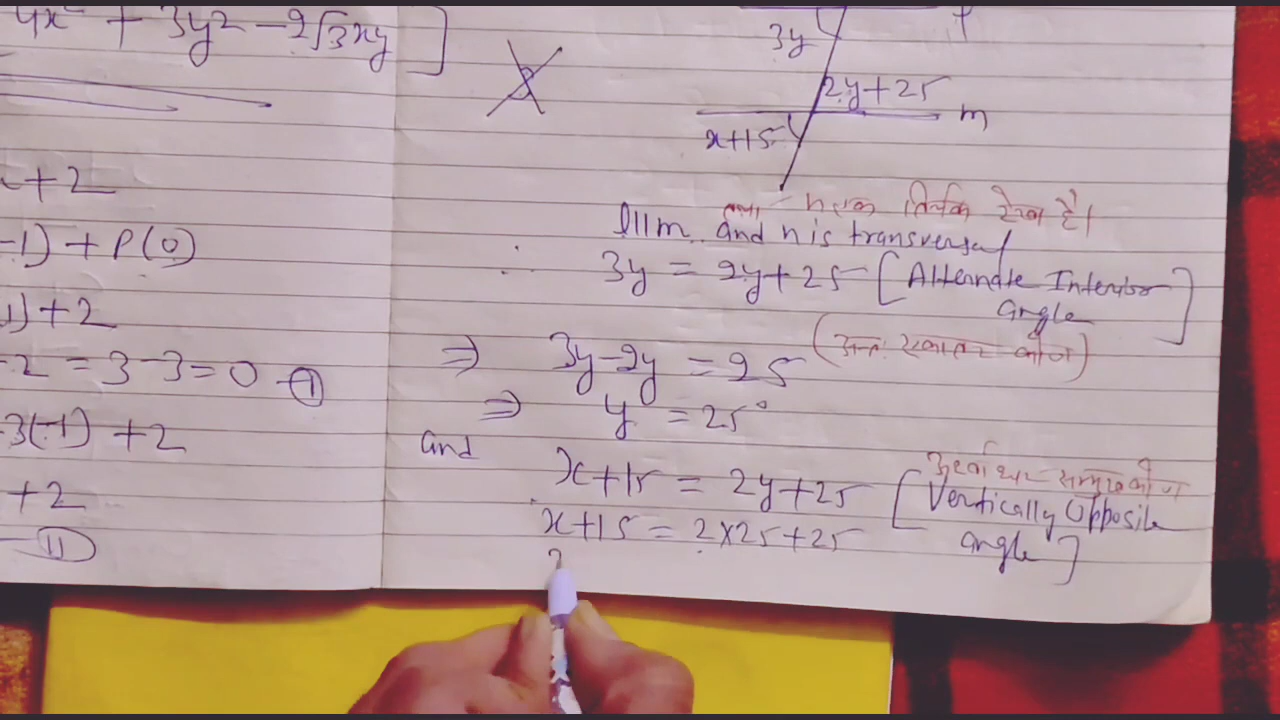 4x² + 3y² - 2√3xy ]
x+2
-1) + P(0)
1) + 2
-2 = 3-3 = 0 - (I)
-3(-1) + 2
+2
- (II)
3y
2y+25
m
x+15
n एक तिर्यक रेखा है।
l||m and n is transversal
∴ 3y = 2y+25 [Alternate Interior
angle]
⇒ 3y-2y = 25
⇒ y = 25°
and
x+15 = 2y+25 [Vertically Opposite
angle]
x+15 = 2×25+25